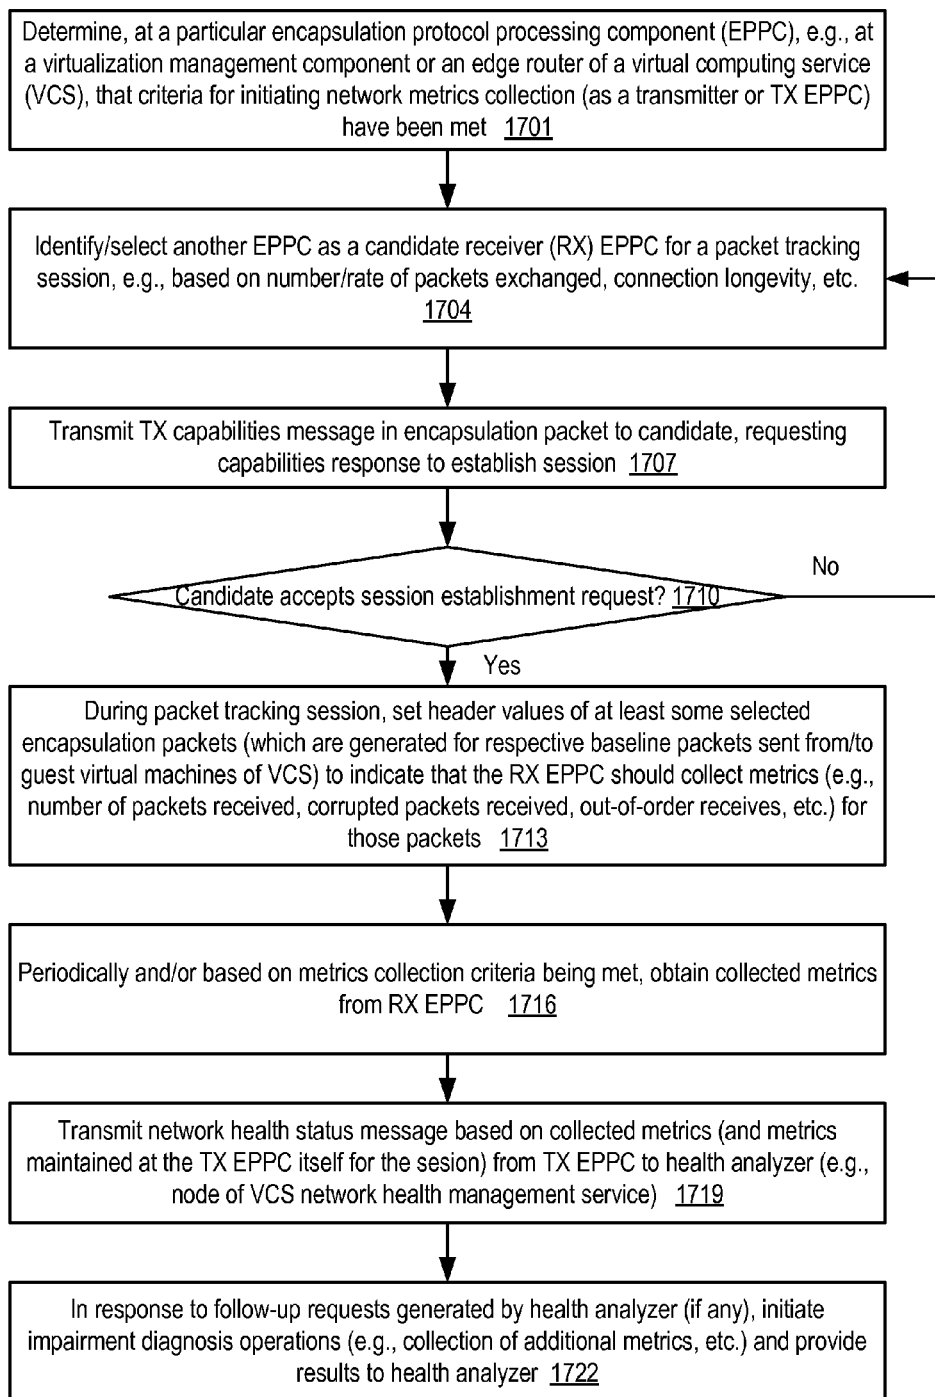 Determine, at a particular encapsulation protocol processing component (EPPC), e.g., at
a virtualization management component or an edge router of a virtual computing service
(VCS), that criteria for initiating network metrics collection (as a transmitter or TX EPPC)
have been met 1701
Identify/select another EPPC as a candidate receiver (RX) EPPC for a packet tracking
session, e.g., based on number/rate of packets exchanged, connection longevity, etc.
1704
Transmit TX capabilities message in encapsulation packet to candidate, requesting
capabilities response to establish session 1707
No
Candidate accepts session establishment request? 1710
Yes
During packet tracking session, set header values of at least some selected
encapsulation packets (which are generated for respective baseline packets sent from/to
guest virtual machines of VCS) to indicate that the RX EPPC should collect metrics (e.g.,
number of packets received, corrupted packets received, out-of-order receives, etc.) for
those packets 1713
Periodically and/or based on metrics collection criteria being met, obtain collected metrics
from RX EPPC 1716
Transmit network health status message based on collected metrics (and metrics
maintained at the TX EPPC itself for the sesion) from TX EPPC to health analyzer (e.g.,
node of VCS network health management service) 1719
In response to follow-up requests generated by health analyzer (if any), initiate
impairment diagnosis operations (e.g., collection of additional metrics, etc.) and provide
results to health analyzer 1722